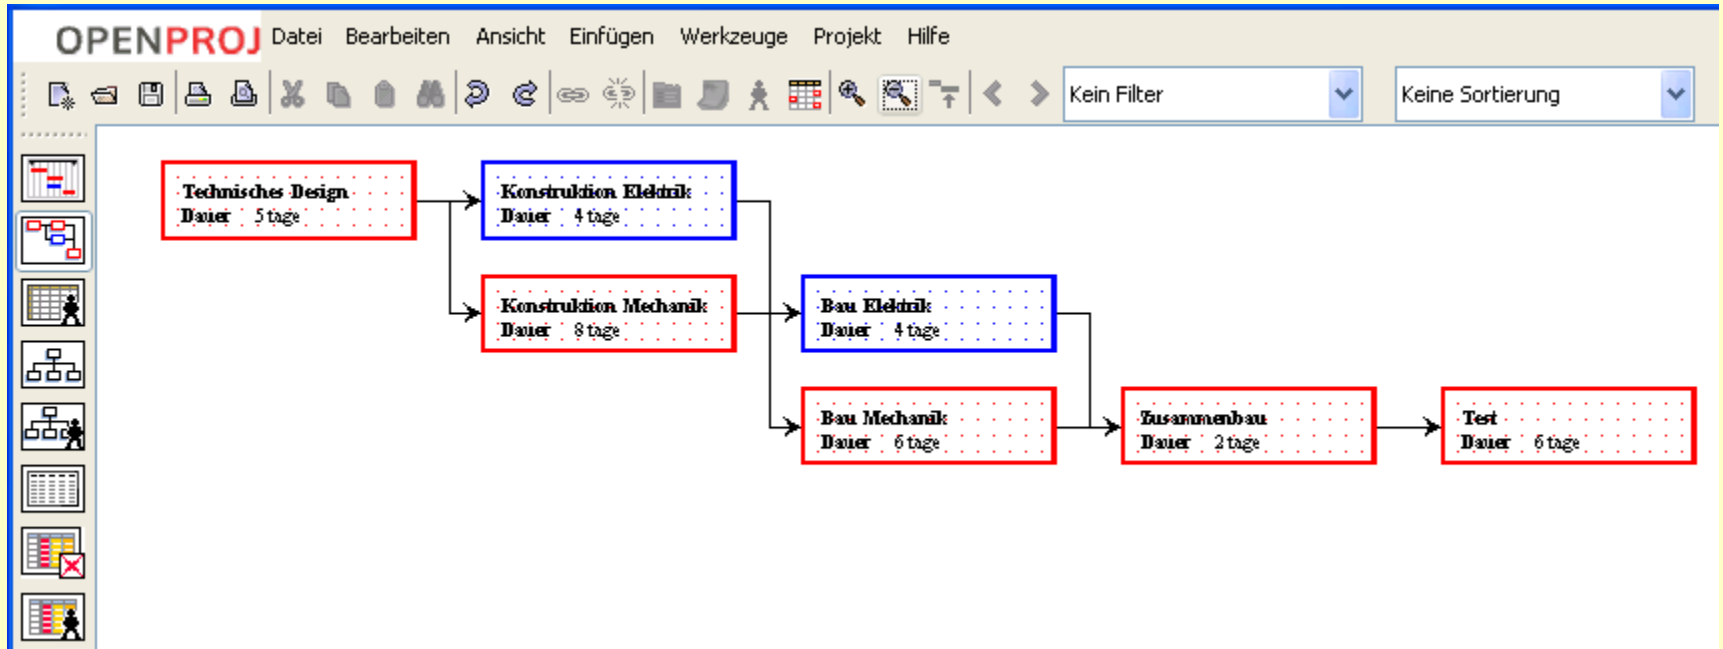 OPENPROJ Datei Bearbeiten Ansicht Einfügen Werkzeuge Projekt Hilfe
Kein Filter Keine Sortierung
Technisches Design
Dauer 5 tage
Konstruktion Elektrik
Dauer 4 tage
Konstruktion Mechanik
Dauer 8 tage
Bau Elektrik
Dauer 4 tage
Bau Mechanik
Dauer 6 tage
Zusammenbau
Dauer 2 tage
Test
Dauer 6 tage